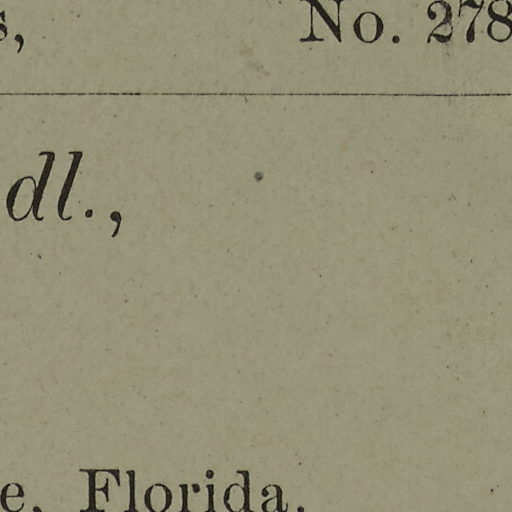 s, No. 278
dl.,
e, Florida.